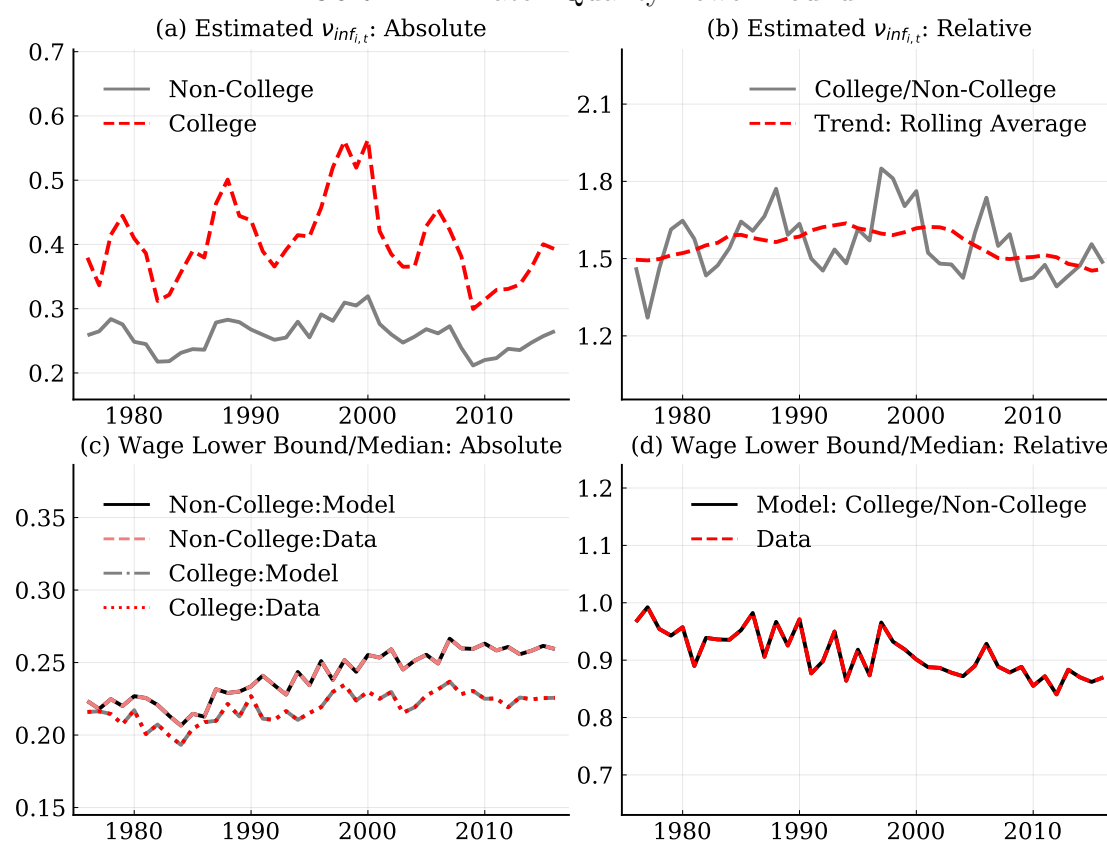 (a) Estimated ν_{inf_{i,t}}: Absolute
0.7
0.6
0.5
0.4
0.3
0.2
Non-College
College
1980 1990 2000 2010
(b) Estimated ν_{inf_{i,t}}: Relative
2.1
1.8
1.5
1.2
College/Non-College
Trend: Rolling Average
1980 1990 2000 2010
(c) Wage Lower Bound/Median: Absolute
0.35
0.30
0.25
0.20
0.15
Non-College:Model
Non-College:Data
College:Model
College:Data
1980 1990 2000 2010
(d) Wage Lower Bound/Median: Relative
1.2
1.1
1.0
0.9
0.8
0.7
Model: College/Non-College
Data
1980 1990 2000 2010